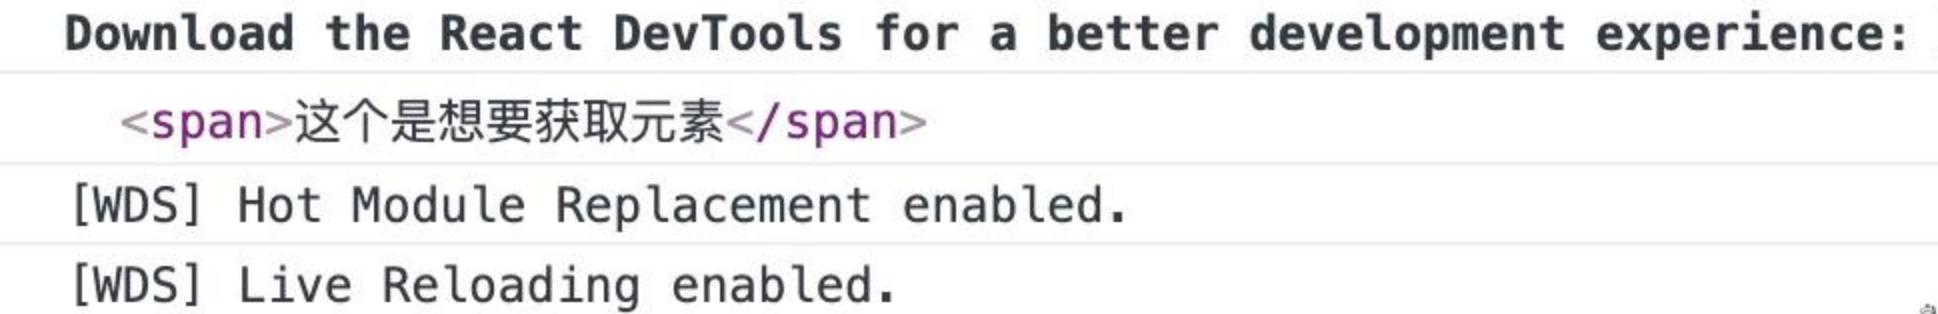 Download the React DevTools for a better development experience:
<span>这个是想要获取元素</span>
[WDS] Hot Module Replacement enabled.
[WDS] Live Reloading enabled.